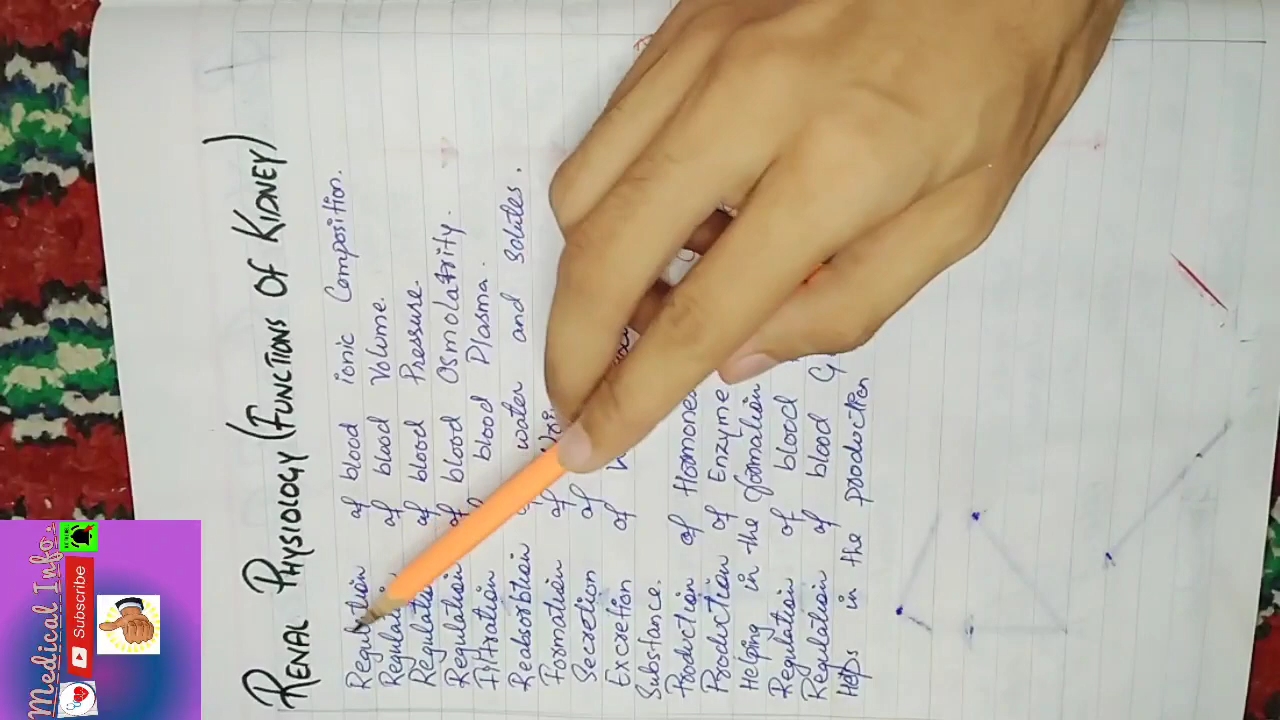 RENAL PHYSIOLOGY (FUNCTIONS OF KIDNEY)
Regulation of blood ionic Composition.
Regulation of blood Volume.
Regulation of blood Pressure.
Regulation of blood Osmolarity.
Filtration blood Plasma.
Reabsorbtion water and Solutes.
Formation of
Secretion of
Excretion of
Substance.
Production of Hormone
Production of Enzyme
Helping in the formation
Regulation of blood
Regulation of blood
Helps in the production
Medical Info.
Subscribe